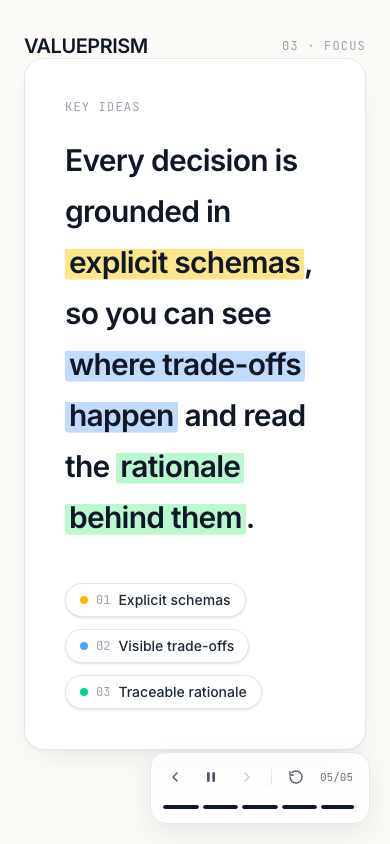 VALUEPRISM
03 · FOCUS
KEY IDEAS
Every decision is
grounded in
explicit schemas,
so you can see
where trade-offs
happen and read
the rationale
behind them.
01 Explicit schemas
02 Visible trade-offs
03 Traceable rationale
05/05